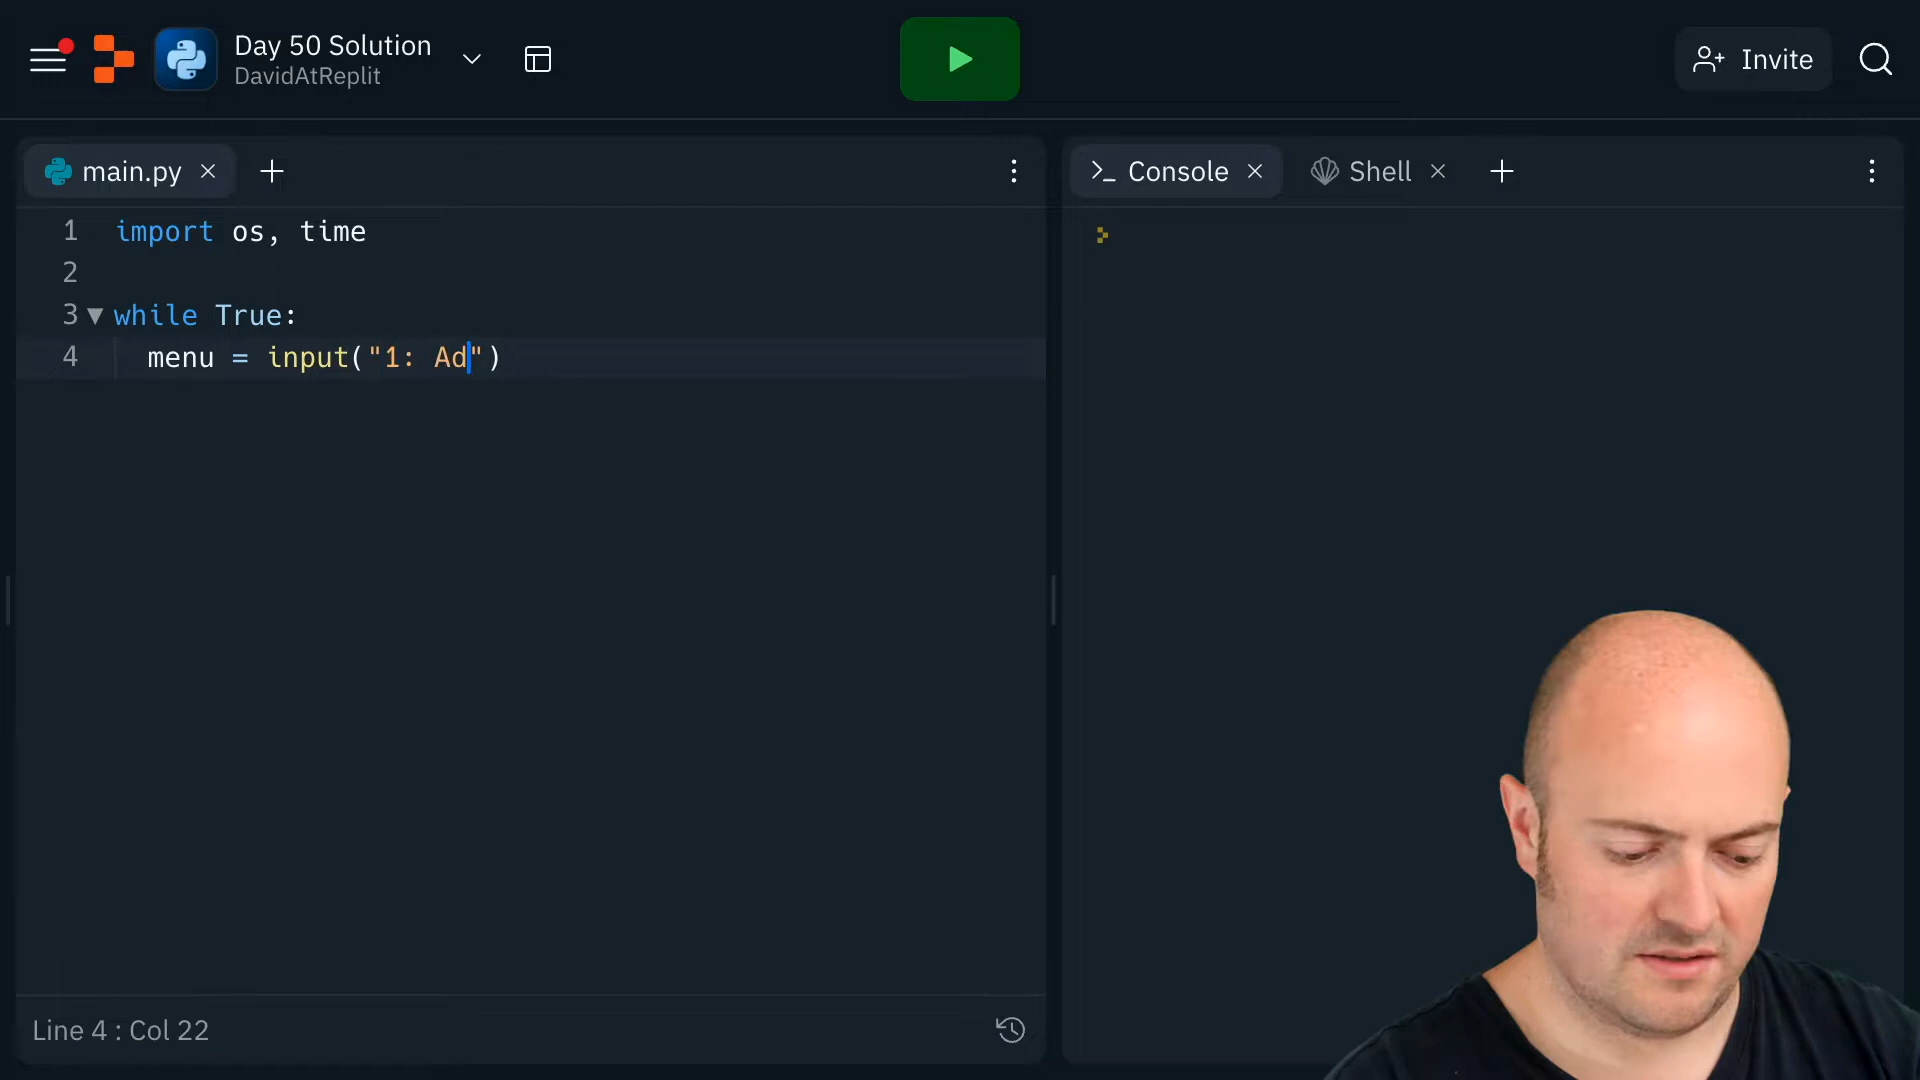 Day 50 Solution
DavidAtReplit
Invite
main.py
Console
Shell
1 import os, time
2
3 while True:
4 menu = input("1: Ad")
Line 4 : Col 22